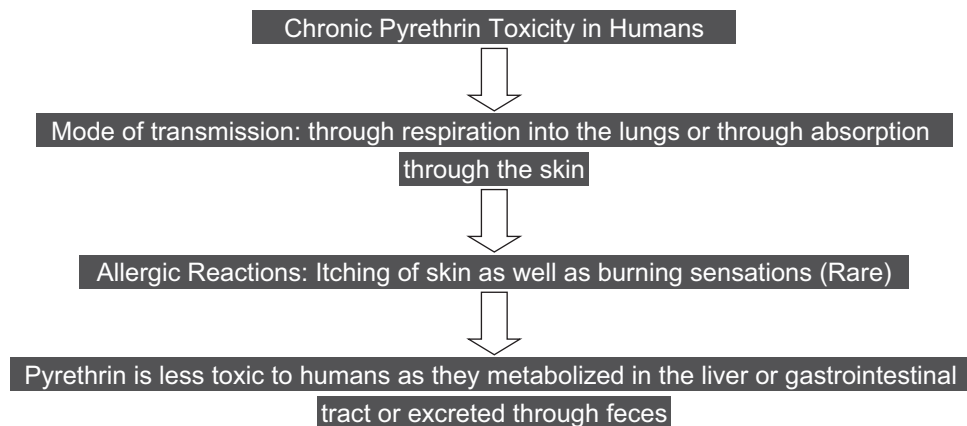 Chronic Pyrethrin Toxicity in Humans
Mode of transmission: through respiration into the lungs or through absorption
through the skin
Allergic Reactions: Itching of skin as well as burning sensations (Rare)
Pyrethrin is less toxic to humans as they metabolized in the liver or gastrointestinal
tract or excreted through feces